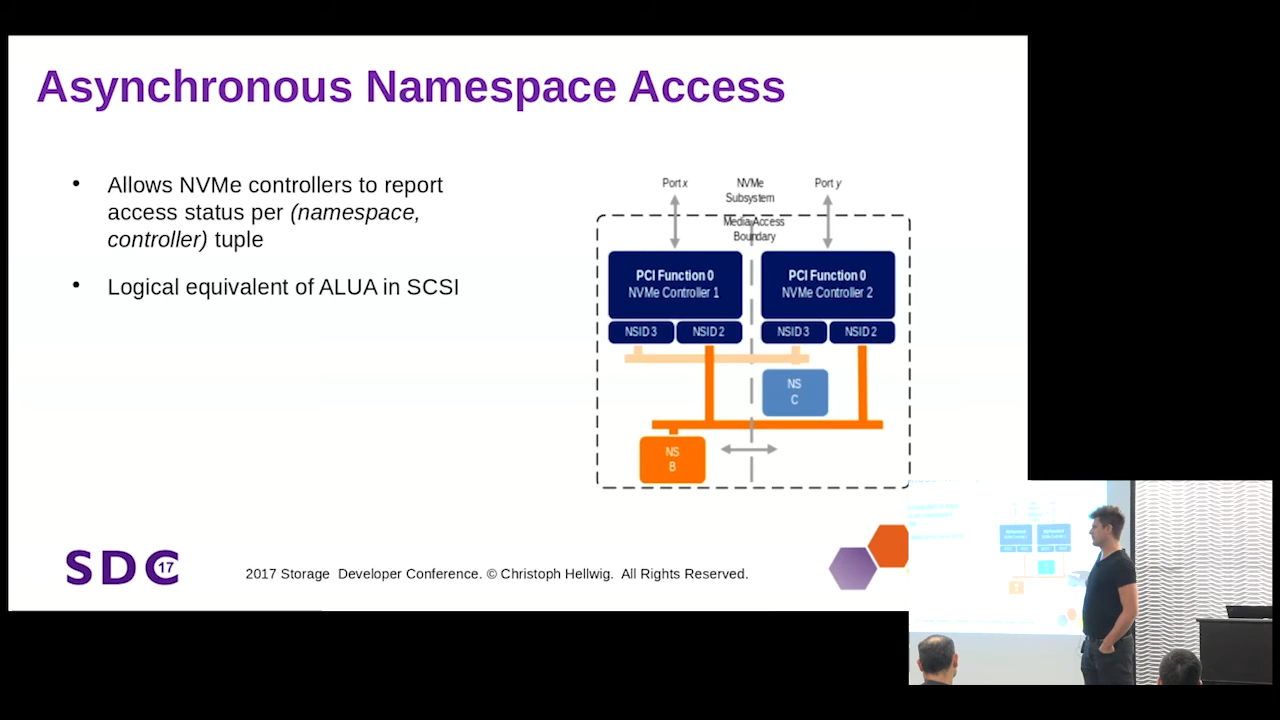 Asynchronous Namespace Access
• Allows NVMe controllers to report
access status per (namespace,
controller) tuple
• Logical equivalent of ALUA in SCSI
Port x
NVMe
Subsystem
Port y
Media Access
Boundary
PCI Function 0
NVMe Controller 1
PCI Function 0
NVMe Controller 2
NSID 3
NSID 2
NSID 3
NSID 2
NS
C
NS
B
SDC 17
2017 Storage Developer Conference. © Christoph Hellwig. All Rights Reserved.